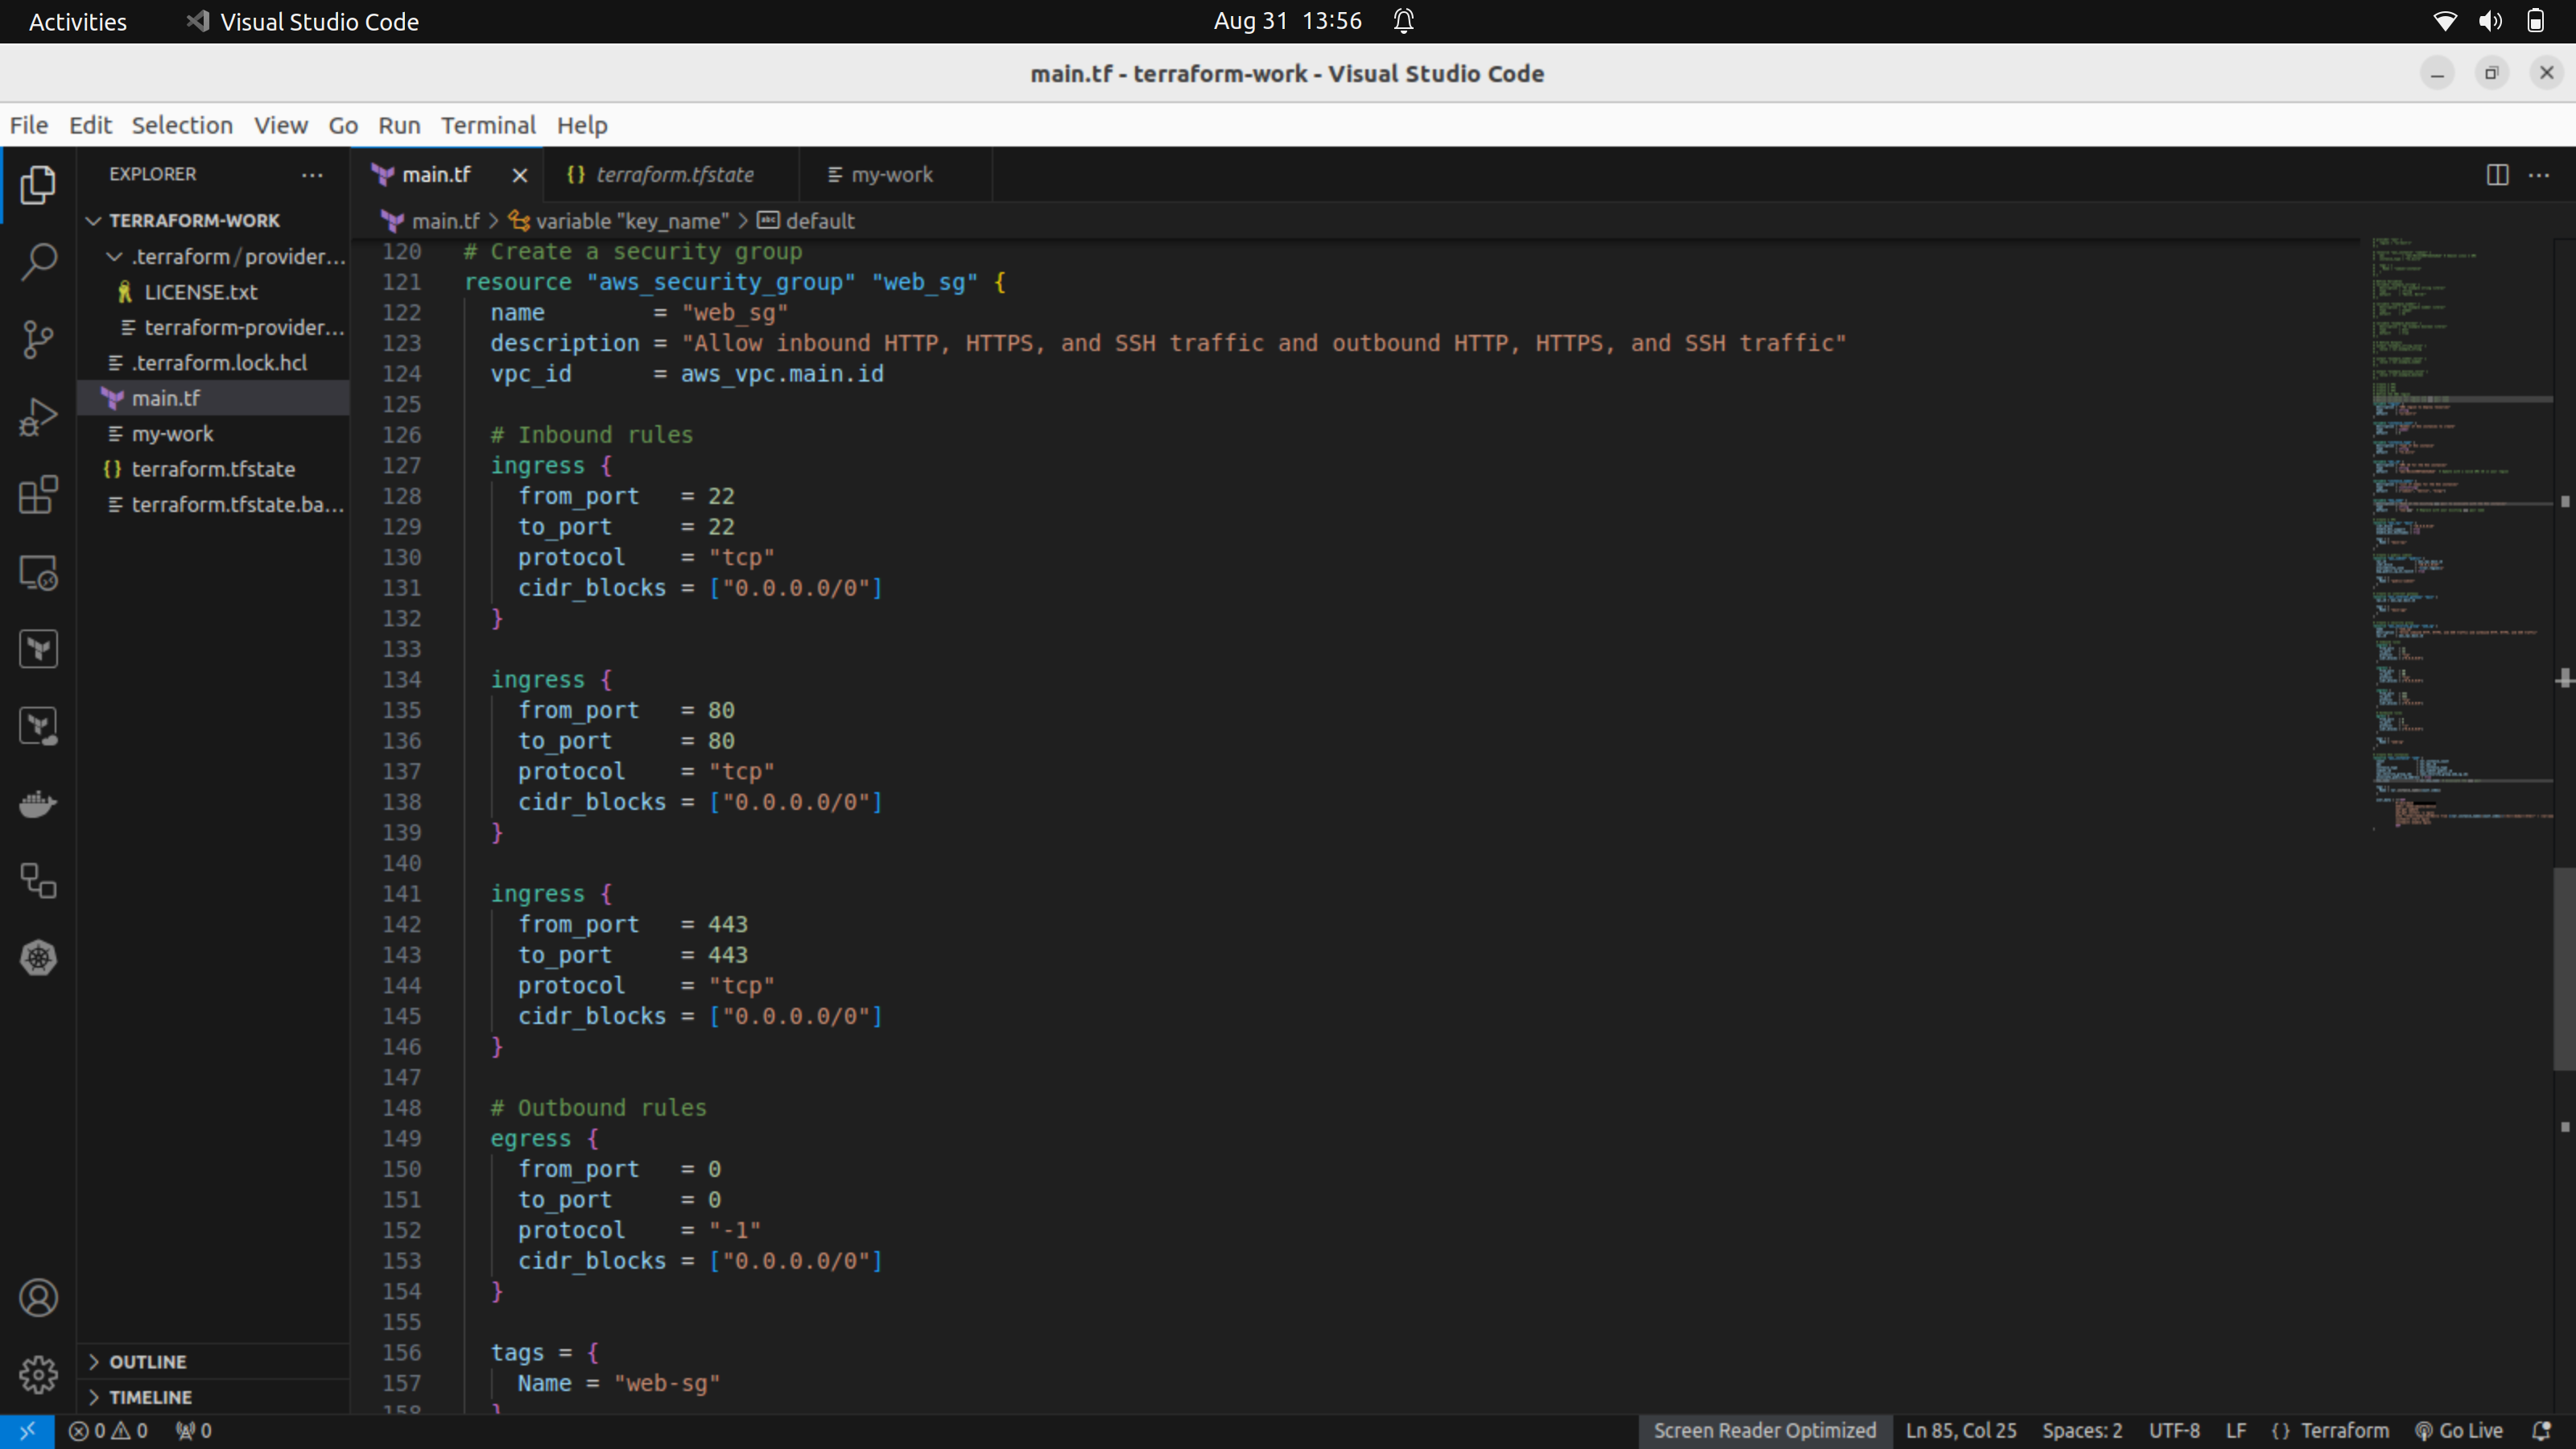 Activities Visual Studio Code Aug 31 13:56
main.tf - terraform-work - Visual Studio Code
File Edit Selection View Go Run Terminal Help
EXPLORER
TERRAFORM-WORK
.terraform/provider...
LICENSE.txt
terraform-provider...
.terraform.lock.hcl
main.tf
my-work
terraform.tfstate
terraform.tfstate.ba...
OUTLINE
TIMELINE
main.tf terraform.tfstate my-work
main.tf > variable "key_name" > default
120 # Create a security group
121 resource "aws_security_group" "web_sg" {
122 name = "web_sg"
123 description = "Allow inbound HTTP, HTTPS, and SSH traffic and outbound HTTP, HTTPS, and SSH traffic"
124 vpc_id = aws_vpc.main.id
125
126 # Inbound rules
127 ingress {
128 from_port = 22
129 to_port = 22
130 protocol = "tcp"
131 cidr_blocks = ["0.0.0.0/0"]
132 }
133
134 ingress {
135 from_port = 80
136 to_port = 80
137 protocol = "tcp"
138 cidr_blocks = ["0.0.0.0/0"]
139 }
140
141 ingress {
142 from_port = 443
143 to_port = 443
144 protocol = "tcp"
145 cidr_blocks = ["0.0.0.0/0"]
146 }
147
148 # Outbound rules
149 egress {
150 from_port = 0
151 to_port = 0
152 protocol = "-1"
153 cidr_blocks = ["0.0.0.0/0"]
154 }
155
156 tags = {
157 Name = "web-sg"
158 }
0 0 0 Screen Reader Optimized Ln 85, Col 25 Spaces: 2 UTF-8 LF {} Terraform Go Live